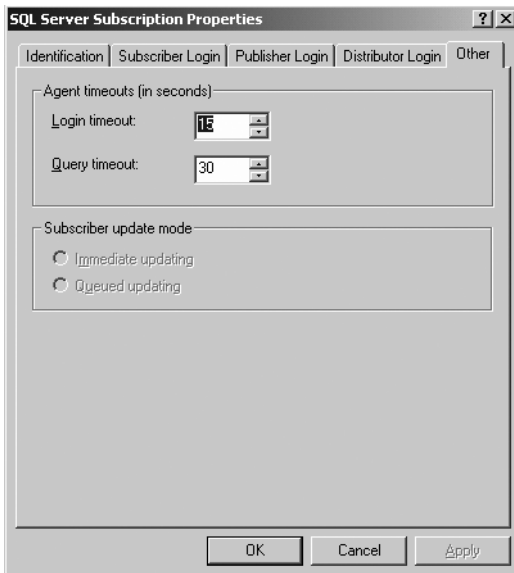 SQL Server Subscription Properties
Identification
Subscriber Login
Publisher Login
Distributor Login
Other
Agent timeouts (in seconds)
Login timeout:
15
Query timeout:
30
Subscriber update mode
Immediate updating
Queued updating
OK
Cancel
Apply